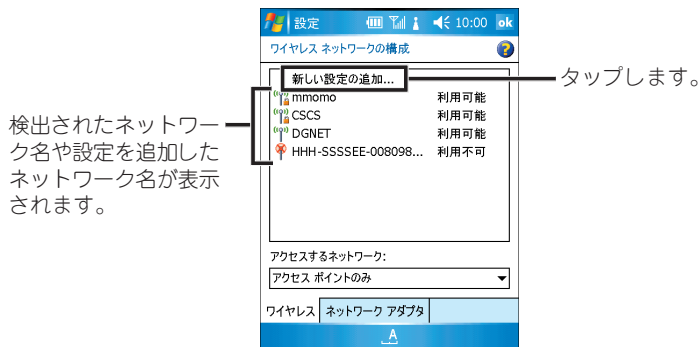 設定 10:00 ok
ワイヤレス ネットワークの構成
新しい設定の追加...
mmomo 利用可能
CSCS 利用可能
DGNET 利用可能
HHH-SSSSEE-008098... 利用不可
アクセスするネットワーク:
アクセス ポイントのみ
ワイヤレス ネットワーク アダプタ
A
タップします。
検出されたネットワー
ク名や設定を追加した
ネットワーク名が表示
されます。